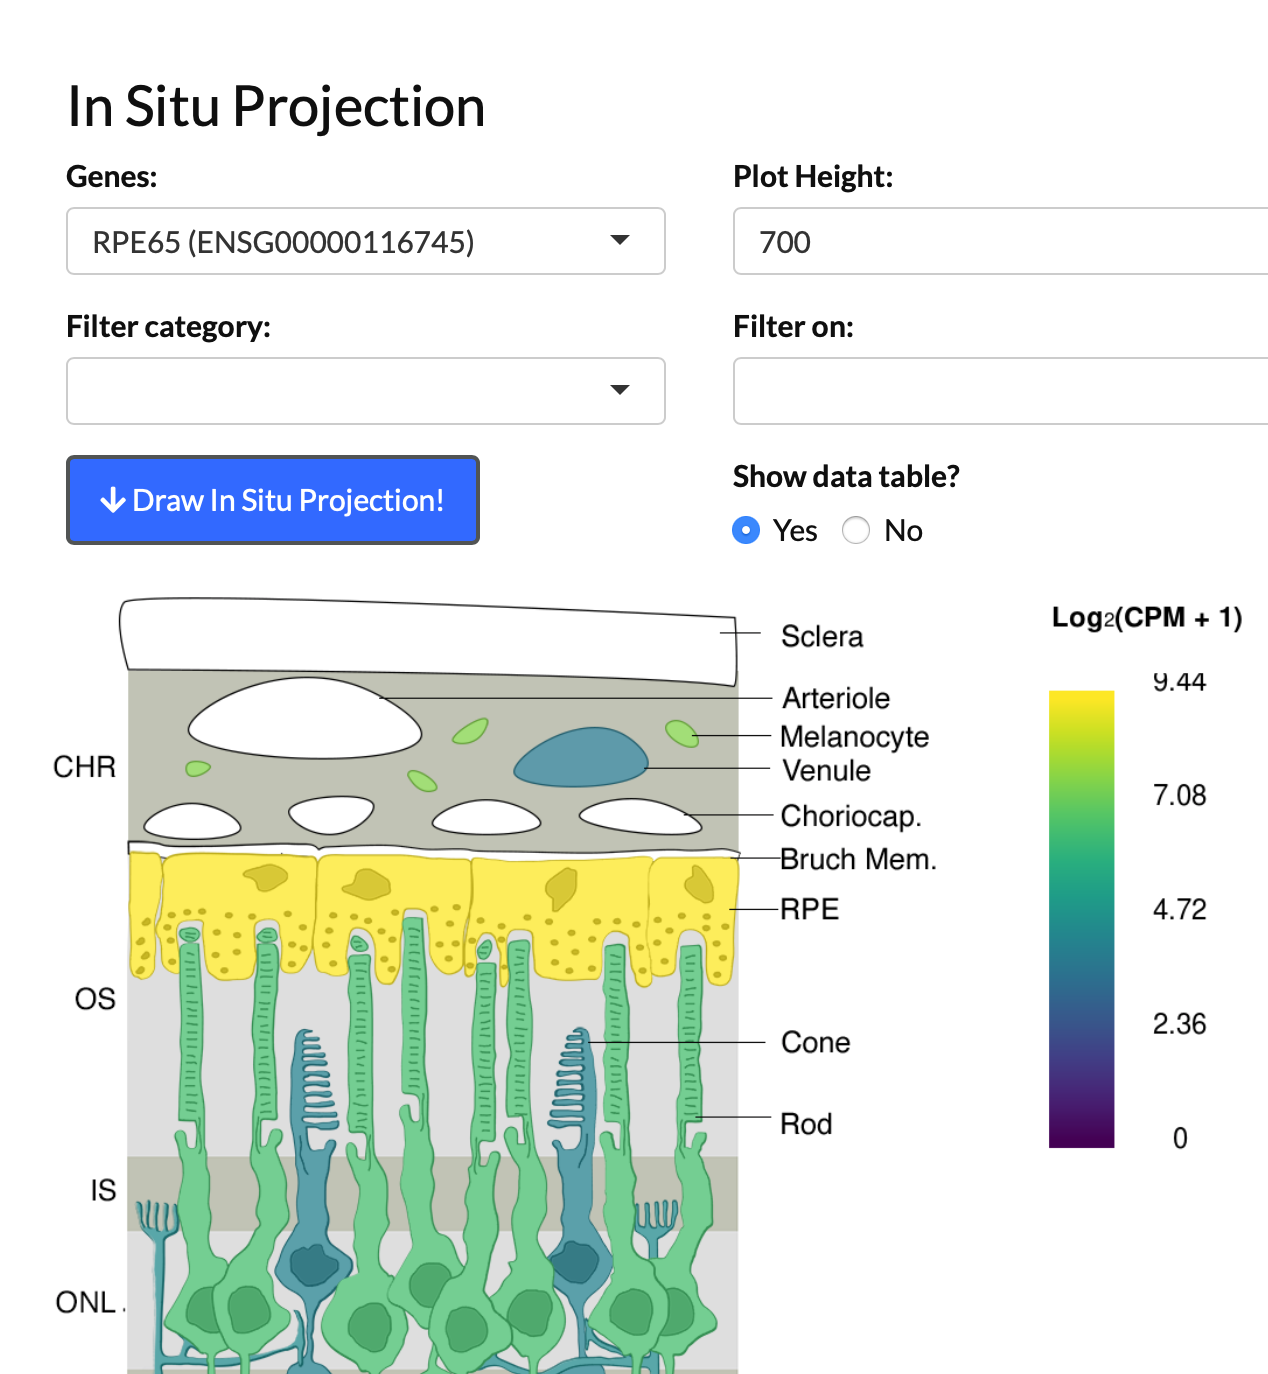 In Situ Projection
Genes:
Plot Height:
RPE65 (ENSG00000116745)
700
Filter category:
Filter on:
Draw In Situ Projection!
Show data table?
Yes
No
Log2(CPM + 1)
9.44
7.08
4.72
2.36
0
Sclera
Arteriole
Melanocyte
Venule
CHR
Choriocap.
Bruch Mem.
RPE
OS
Cone
Rod
IS
ONL